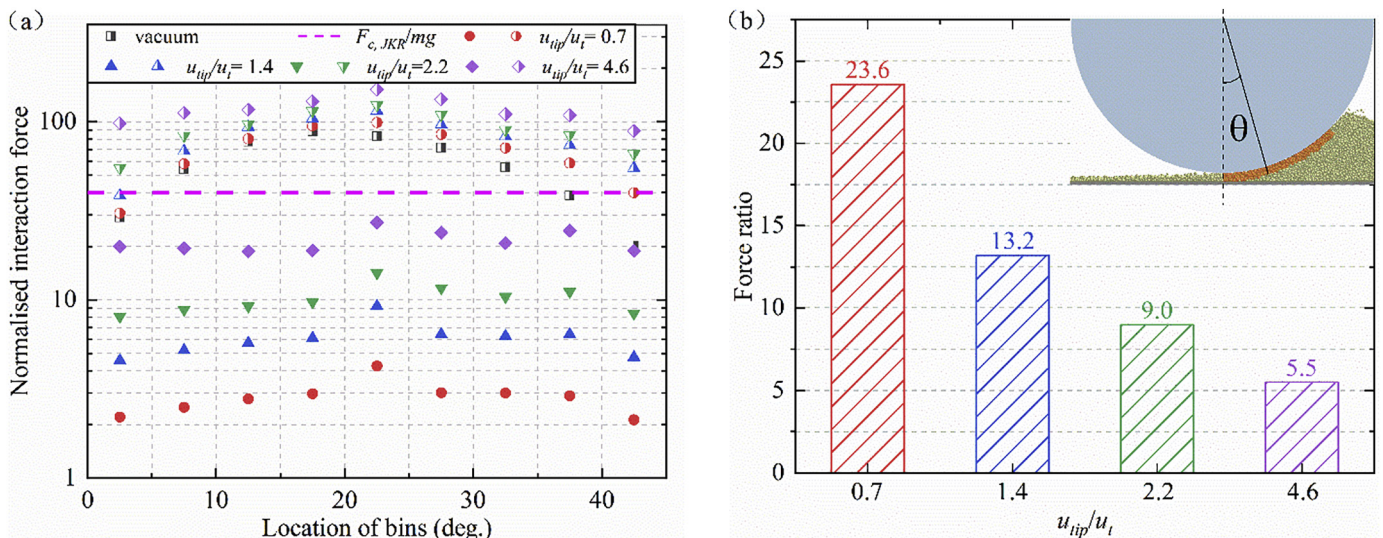 (a)
vacuum F_c, JKR/mg u_tip/u_t= 0.7
u_tip/u_t= 1.4 u_tip/u_t=2.2 u_tip/u_t= 4.6
Normalised interaction force
100
10
1
0 10 20 30 40
Location of bins (deg.)
(b)
Force ratio
25
20
15
10
5
0
23.6
13.2
9.0
5.5
θ
0.7 1.4 2.2 4.6
u_tip/u_t